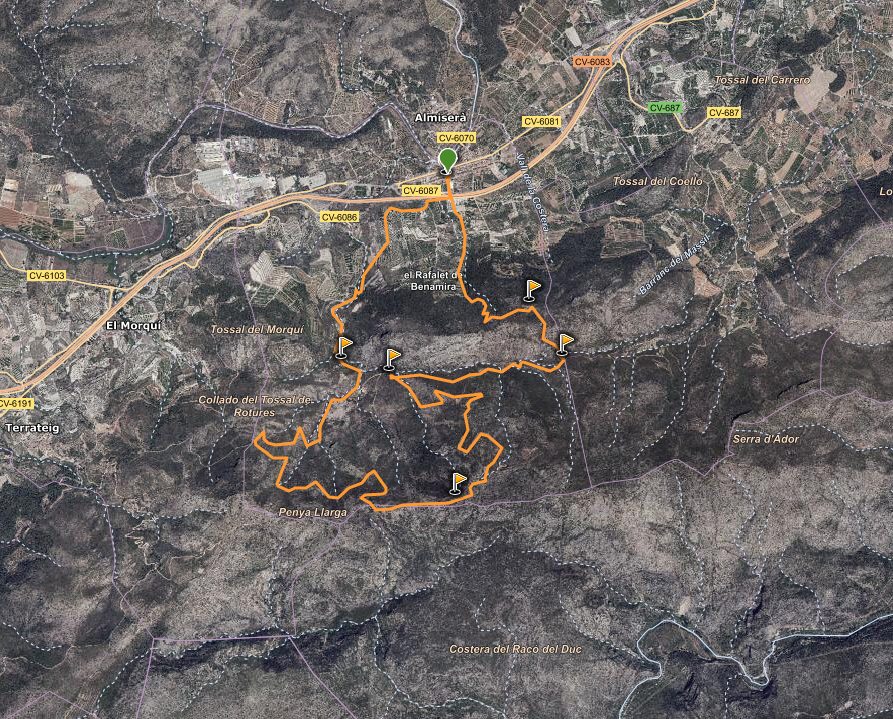 CV-6083
Tossal del Carrero
CV-687
CV-687
Almiserà
CV-6081
CV-6070
Vall de la Costera
Tossal del Coello
CV-6087
CV-6086
Barranc del Massil
CV-6103
el Rafalet de
Benamira
El Morquí
Tossal del Morquí
CV-6191
Collado del Tossal de
Rotures
Terrateig
Serra d'Ador
Penya Llarga
Costera del Racó del Duc